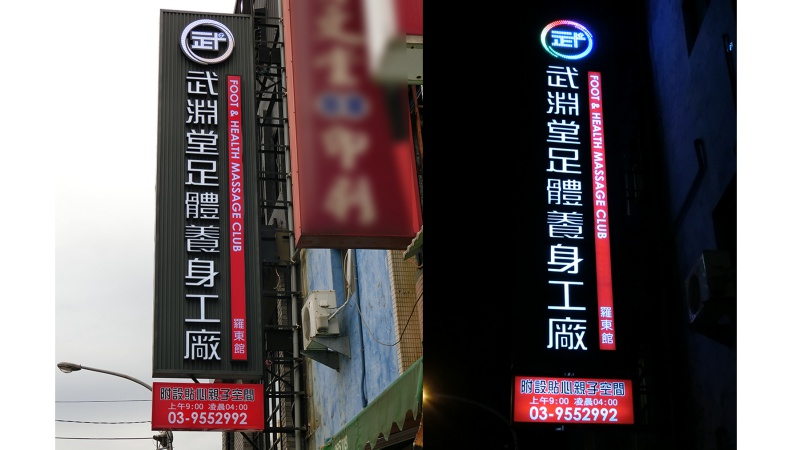 武淵堂足體養身工廠
FOOT & HEALTH MASSAGE CLUB
羅東館
附設貼心親子空間
上午9:00 凌晨04:00
03-9552992
武淵堂足體養身工廠
FOOT & HEALTH MASSAGE CLUB
羅東館
附設貼心親子空間
上午9:00 凌晨04:00
03-9552992